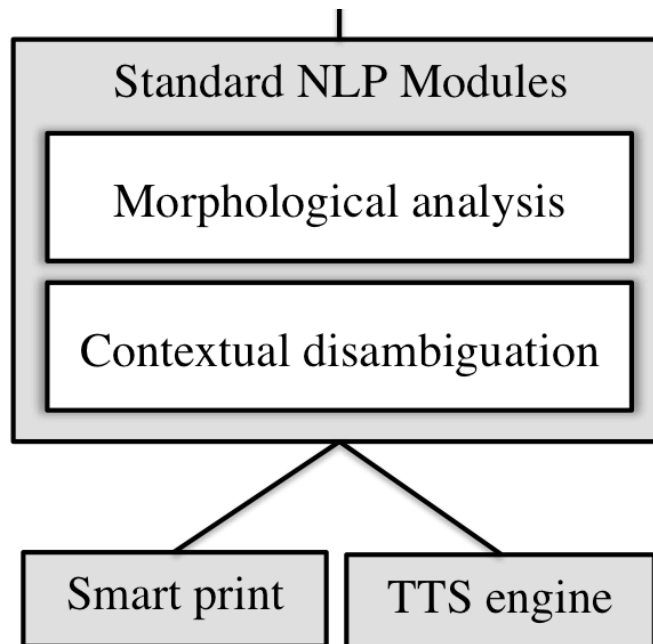 Standard NLP Modules
Morphological analysis
Contextual disambiguation
Smart print
TTS engine